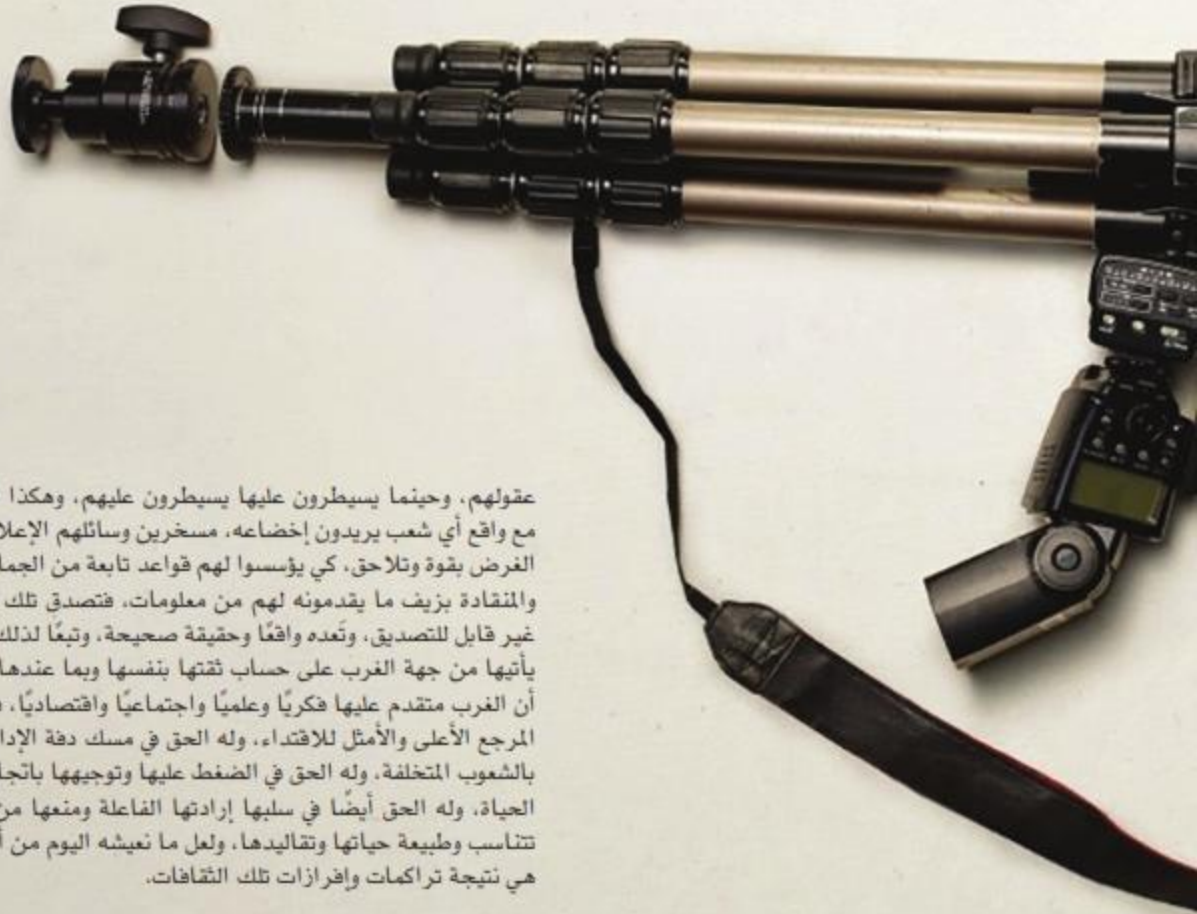 عقولهم، وحينما يسيطرون عليها يسيطرون عليهم، وهكذا
مع واقع أي شعب يريدون إخضاعه، مسخرين وسائلهم الإعلا
الغرض بقوة وتلاحق، كي يؤسسوا لهم قواعد تابعة من الجما
والمنقادة بزيف ما يقدمونه لهم من معلومات، فتصدق تلك
غير قابل للتصديق، وتَعده واقعًا وحقيقة صحيحة، وتبعًا لذلك
يأتيها من جهة الغرب على حساب ثقتها بنفسها وبما عندها
أن الغرب متقدم عليها فكريًا وعلميًا واجتماعيًا واقتصاديًا،
المرجع الأعلى والأمثل للاقتداء، وله الحق في مسك دفة الإدا
بالشعوب المتخلفة، وله الحق في الضغط عليها وتوجيهها باتجا
الحياة، وله الحق أيضًا في سلبها إرادتها الفاعلة ومنعها من
تتناسب وطبيعة حياتها وتقاليدها، ولعل ما نعيشه اليوم من أ
هي نتيجة تراكمات وإفرازات تلك الثقافات.